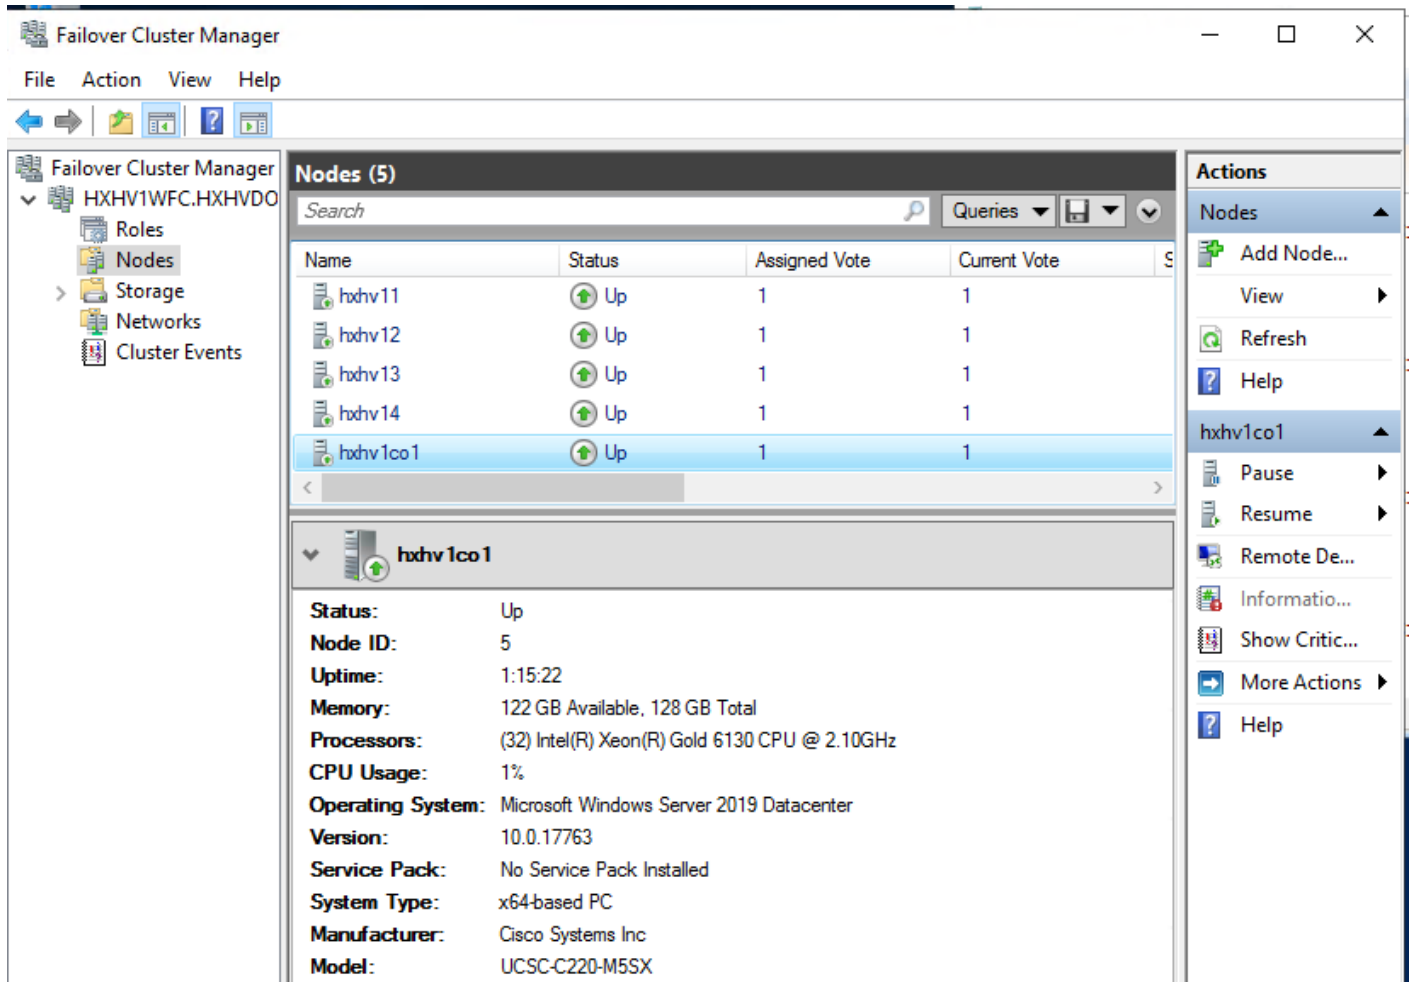 Failover Cluster Manager
File Action View Help
Failover Cluster Manager
HXHV1WFC.HXHVDO
Roles
Nodes
Storage
Networks
Cluster Events
Nodes (5)
Search
Queries
Name Status Assigned Vote Current Vote S
hxhv11 Up 1 1
hxhv12 Up 1 1
hxhv13 Up 1 1
hxhv14 Up 1 1
hxhv1co1 Up 1 1
hxhv1co1
Status: Up
Node ID: 5
Uptime: 1:15:22
Memory: 122 GB Available, 128 GB Total
Processors: (32) Intel(R) Xeon(R) Gold 6130 CPU @ 2.10GHz
CPU Usage: 1%
Operating System: Microsoft Windows Server 2019 Datacenter
Version: 10.0.17763
Service Pack: No Service Pack Installed
System Type: x64-based PC
Manufacturer: Cisco Systems Inc
Model: UCSC-C220-M5SX
Actions
Nodes
Add Node...
View
Refresh
Help
hxhv1co1
Pause
Resume
Remote De...
Informatio...
Show Critic...
More Actions
Help